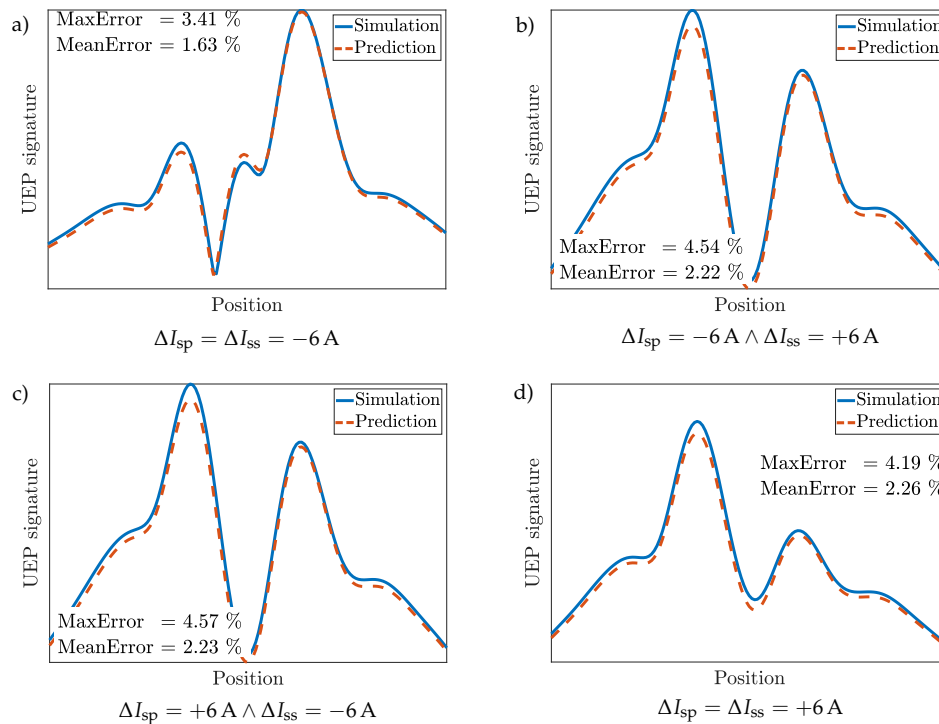 a)
MaxError = 3.41 %
MeanError = 1.63 %
Simulation
Prediction
UEP signature
Position
ΔI_sp = ΔI_ss = −6 A
b)
Simulation
Prediction
UEP signature
MaxError = 4.54 %
MeanError = 2.22 %
Position
ΔI_sp = −6 A ∧ ΔI_ss = +6 A
c)
Simulation
Prediction
UEP signature
MaxError = 4.57 %
MeanError = 2.23 %
Position
ΔI_sp = +6 A ∧ ΔI_ss = −6 A
d)
Simulation
Prediction
MaxError = 4.19 %
MeanError = 2.26 %
UEP signature
Position
ΔI_sp = ΔI_ss = +6 A